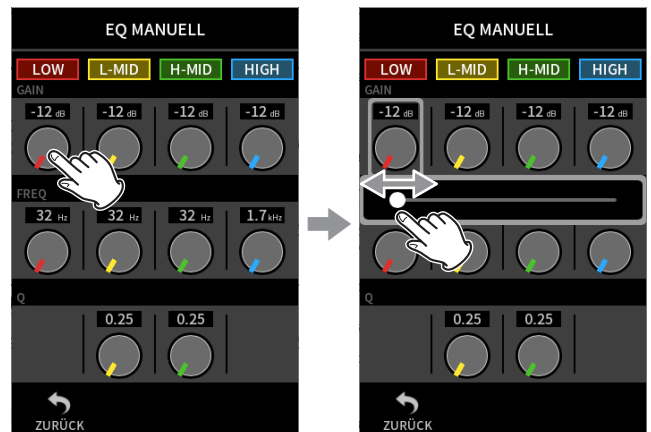 EQ MANUELL
LOW L-MID H-MID HIGH
GAIN
-12 dB -12 dB -12 dB -12 dB
FREQ
32 Hz 32 Hz 32 Hz 1.7 kHz
Q
0.25 0.25
ZURÜCK
EQ MANUELL
LOW L-MID H-MID HIGH
GAIN
-12 dB -12 dB -12 dB -12 dB
Q
0.25 0.25
ZURÜCK